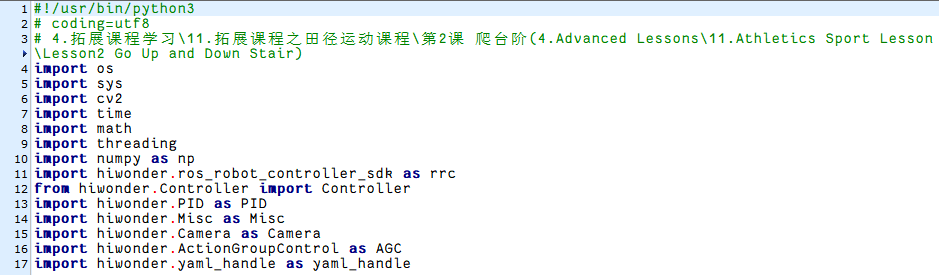 1 #!/usr/bin/python3
2 # coding=utf8
3 # 4.拓展课程学习\11.拓展课程之田径运动课程\第2课 爬台阶(4.Advanced Lessons\11.Athletics Sport Lesson
\Lesson2 Go Up and Down Stair)
4 import os
5 import sys
6 import cv2
7 import time
8 import math
9 import threading
10 import numpy as np
11 import hiwonder.ros_robot_controller_sdk as rrc
12 from hiwonder.Controller import Controller
13 import hiwonder.PID as PID
14 import hiwonder.Misc as Misc
15 import hiwonder.Camera as Camera
16 import hiwonder.ActionGroupControl as AGC
17 import hiwonder.yaml_handle as yaml_handle